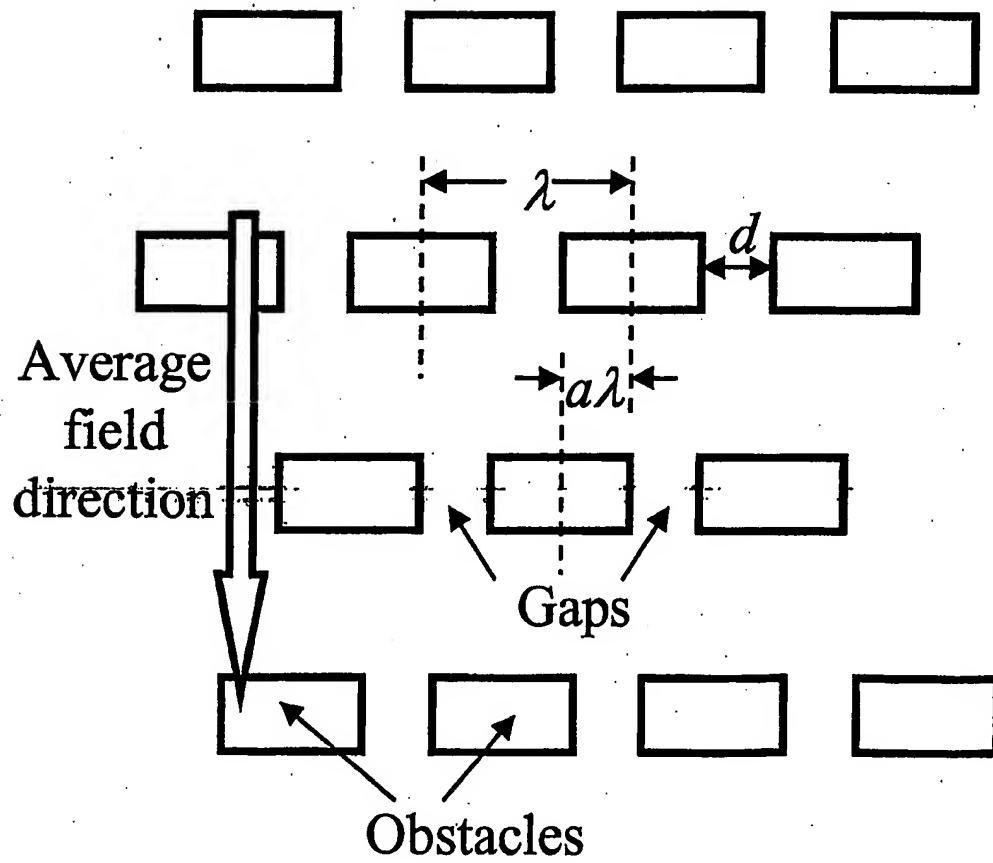 λ
d
aλ
Average
field
direction
Gaps
Obstacles